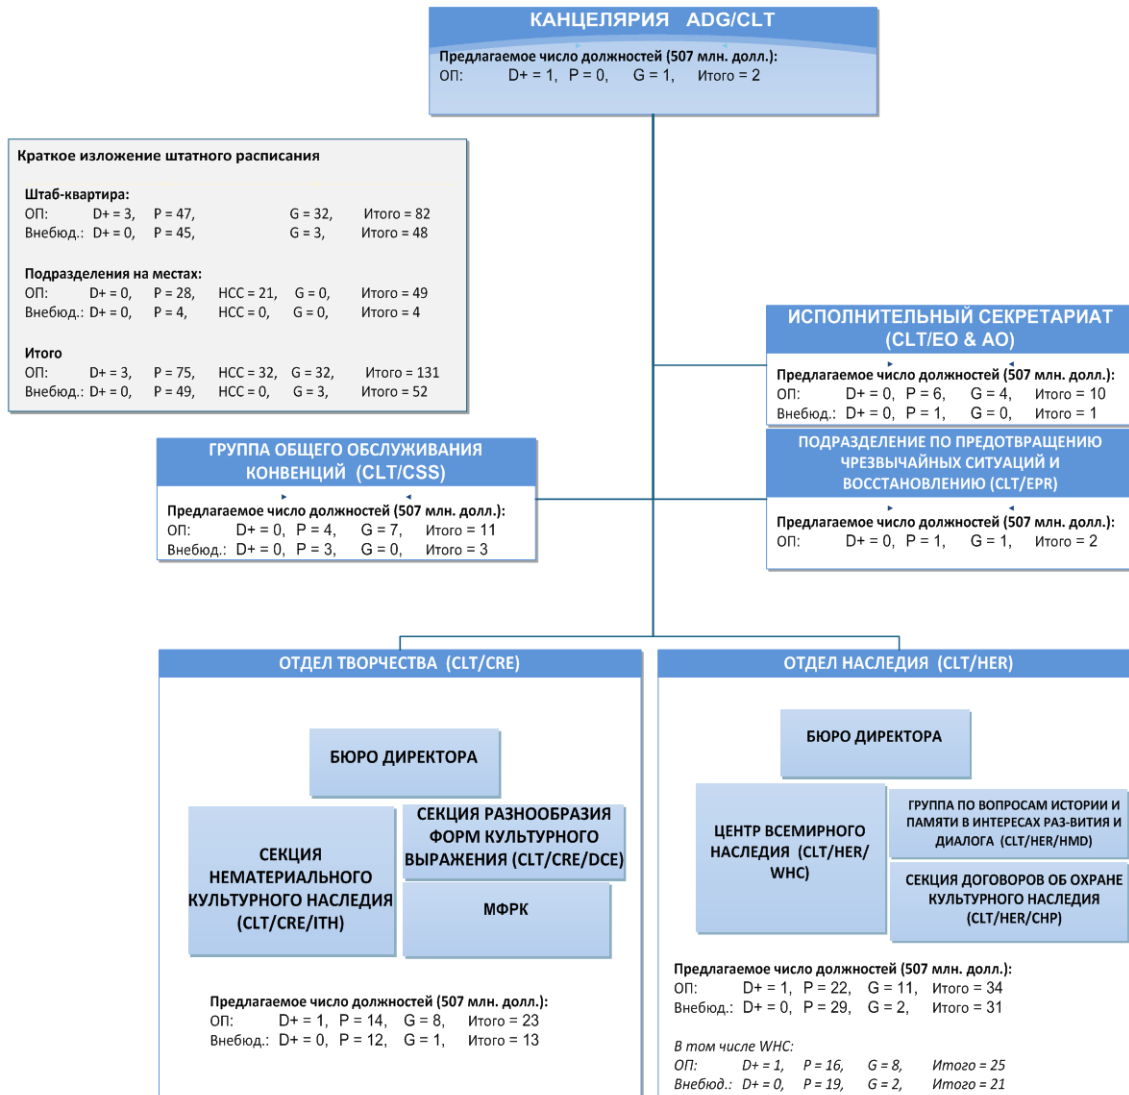 КАНЦЕЛЯРИЯ ADG/CLT
Предлагаемое число должностей (507 млн. долл.):
ОП: D+ = 1, P = 0, G = 1, Итого = 2
Краткое изложение штатного расписания
Штаб-квартира:
ОП: D+ = 3, P = 47, G = 32, Итого = 82
Внебюд.: D+ = 0, P = 45, G = 3, Итого = 48
Подразделения на местах:
ОП: D+ = 0, P = 28, НСС = 21, G = 0, Итого = 49
Внебюд.: D+ = 0, P = 4, НСС = 0, G = 0, Итого = 4
Итого
ОП: D+ = 3, P = 75, НСС = 32, G = 32, Итого = 131
Внебюд.: D+ = 0, P = 49, НСС = 0, G = 3, Итого = 52
ИСПОЛНИТЕЛЬНЫЙ СЕКРЕТАРИАТ
(CLT/EO & AO)
Предлагаемое число должностей (507 млн. долл.):
ОП: D+ = 0, P = 6, G = 4, Итого = 10
Внебюд.: D+ = 0, P = 1, G = 0, Итого = 1
ГРУППА ОБЩЕГО ОБСЛУЖИВАНИЯ
КОНВЕНЦИЙ (CLT/CSS)
Предлагаемое число должностей (507 млн. долл.):
ОП: D+ = 0, P = 4, G = 7, Итого = 11
Внебюд.: D+ = 0, P = 3, G = 0, Итого = 3
ПОДРАЗДЕЛЕНИЕ ПО ПРЕДОТВРАЩЕНИЮ
ЧРЕЗВЫЧАЙНЫХ СИТУАЦИЙ И
ВОССТАНОВЛЕНИЮ (CLT/EPR)
Предлагаемое число должностей (507 млн. долл.):
ОП: D+ = 0, P = 1, G = 1, Итого = 2
ОТДЕЛ ТВОРЧЕСТВА (CLT/CRE)
БЮРО ДИРЕКТОРА
СЕКЦИЯ
НЕМАТЕРИАЛЬНОГО
КУЛЬТУРНОГО НАСЛЕДИЯ
(CLT/CRE/ITH)
СЕКЦИЯ РАЗНООБРАЗИЯ
ФОРМ КУЛЬТУРНОГО
ВЫРАЖЕНИЯ (CLT/CRE/DCE)
МФРК
Предлагаемое число должностей (507 млн. долл.):
ОП: D+ = 1, P = 14, G = 8, Итого = 23
Внебюд.: D+ = 0, P = 12, G = 1, Итого = 13
ОТДЕЛ НАСЛЕДИЯ (CLT/HER)
БЮРО ДИРЕКТОРА
ЦЕНТР ВСЕМИРНОГО
НАСЛЕДИЯ (CLT/HER/
WHC)
ГРУППА ПО ВОПРОСАМ ИСТОРИИ И
ПАМЯТИ В ИНТЕРЕСАХ РАЗ-ВИТИЯ И
ДИАЛОГА (CLT/HER/HMD)
СЕКЦИЯ ДОГОВОРОВ ОБ ОХРАНЕ
КУЛЬТУРНОГО НАСЛЕДИЯ
(CLT/HER/CHP)
Предлагаемое число должностей (507 млн. долл.):
ОП: D+ = 1, P = 22, G = 11, Итого = 34
Внебюд.: D+ = 0, P = 29, G = 2, Итого = 31
В том числе WHC:
ОП: D+ = 1, P = 16, G = 8, Итого = 25
Внебюд.: D+ = 0, P = 19, G = 2, Итого = 21